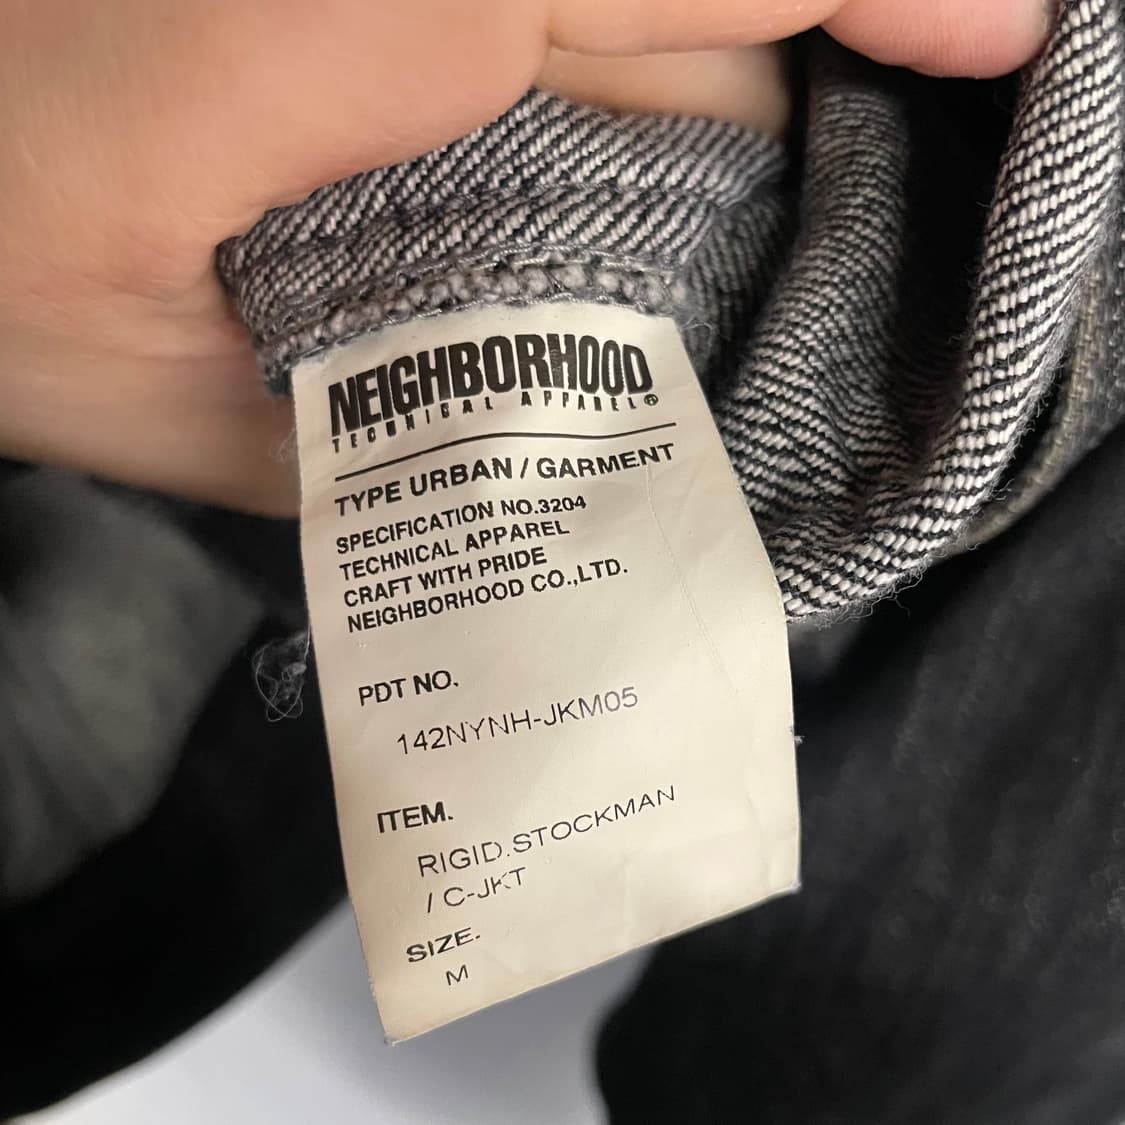 NEIGHBORHOOD
TECHNICAL APPAREL®
TYPE URBAN / GARMENT
SPECIFICATION NO.3204
TECHNICAL APPAREL
CRAFT WITH PRIDE
NEIGHBORHOOD CO.,LTD.
PDT NO.
142NYNH-JKM05
ITEM.
RIGID.STOCKMAN
/ C-JKT
SIZE.
M